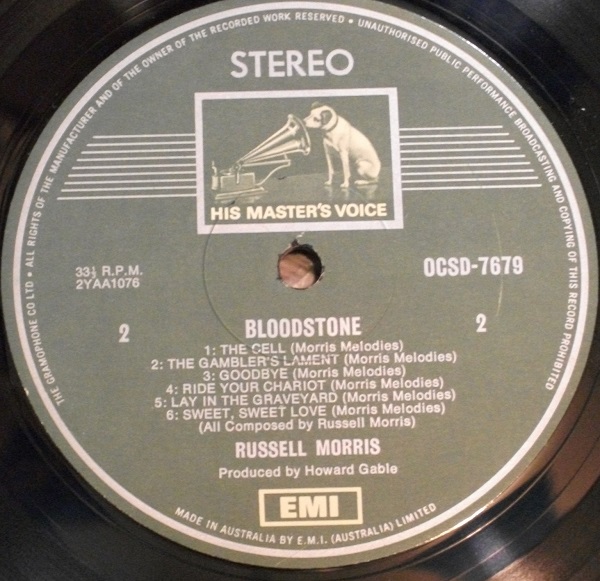 THE GRAMOPHONE CO LTD • ALL RIGHTS OF THE MANUFACTURER AND OF THE OWNER OF THE RECORDED WORK RESERVED • UNAUTHORISED PUBLIC PERFORMANCE BROADCASTING AND COPYING OF THIS RECORD PROHIBITED
STEREO
HIS MASTER'S VOICE
33⅓ R.P.M.
2YAA1076
OCSD-7679
2
BLOODSTONE
2
1: THE CELL (Morris Melodies)
2: THE GAMBLER'S LAMENT (Morris Melodies)
3: GOODBYE (Morris Melodies)
4: RIDE YOUR CHARIOT (Morris Melodies)
5: LAY IN THE GRAVEYARD (Morris Melodies)
6: SWEET, SWEET LOVE (Morris Melodies)
(All Composed by Russell Morris)
RUSSELL MORRIS
Produced by Howard Gable
EMI
MADE IN AUSTRALIA BY E.M.I. (AUSTRALIA) LIMITED